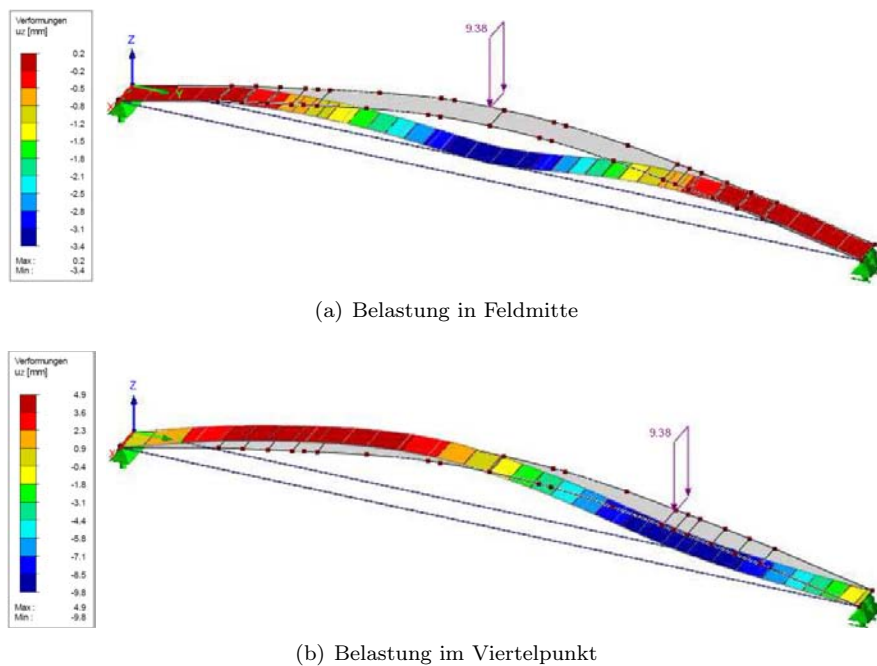 Verformungen
uz [mm]
0.2
-0.2
-0.5
-0.8
-1.2
-1.5
-1.8
-2.1
-2.5
-2.8
-3.1
-3.4
Max : 0.2
Min : -3.4
Z
Y
X
9.38
(a) Belastung in Feldmitte
Verformungen
uz [mm]
4.9
3.6
2.3
0.9
-0.4
-1.8
-3.1
-4.4
-5.8
-7.1
-8.5
-9.8
Max : 4.9
Min : -9.8
Z
X
9.38
(b) Belastung im Viertelpunkt